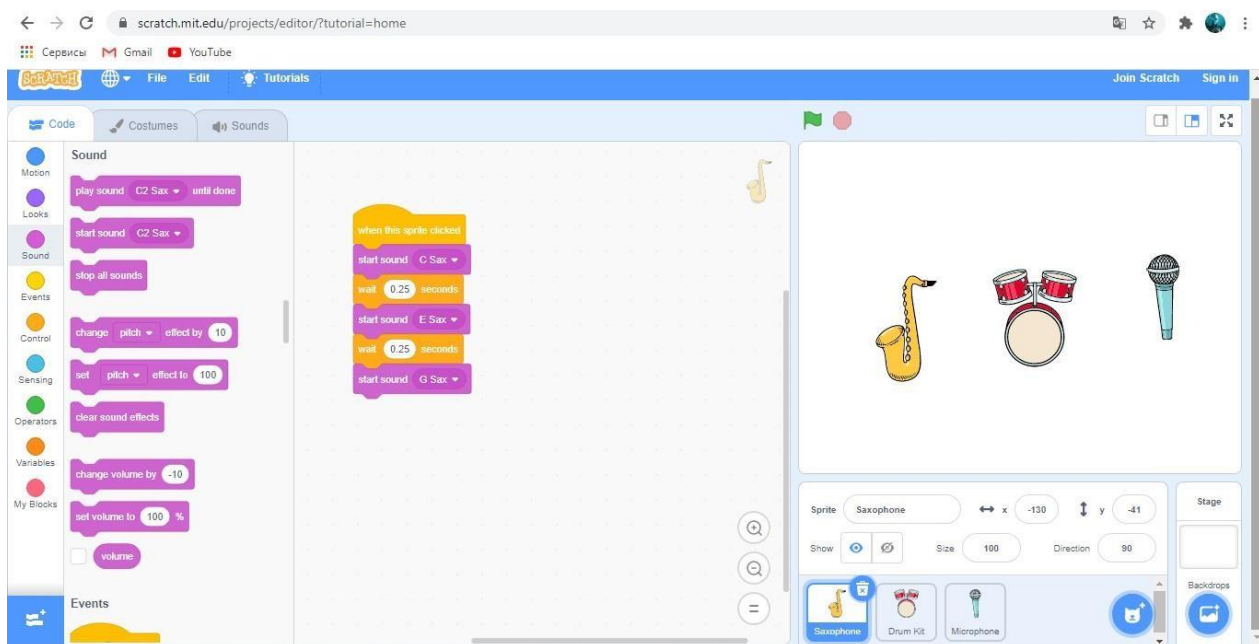 scratch.mit.edu/projects/editor/?tutorial=home
Сервисы Gmail YouTube
SCRATCH File Edit Tutorials Join Scratch Sign in
Code Costumes Sounds
Motion
Looks
Sound
Events
Control
Sensing
Operators
Variables
My Blocks
Sound
play sound C2 Sax until done
start sound C2 Sax
stop all sounds
change pitch effect by 10
set pitch effect to 100
clear sound effects
change volume by -10
set volume to 100 %
volume
Events
when this sprite clicked
start sound C Sax
wait 0.25 seconds
start sound E Sax
wait 0.25 seconds
start sound G Sax
Sprite Saxophone x -130 y -41
Show Size 100 Direction 90
Saxophone Drum Kit Microphone
Stage
Backdrops